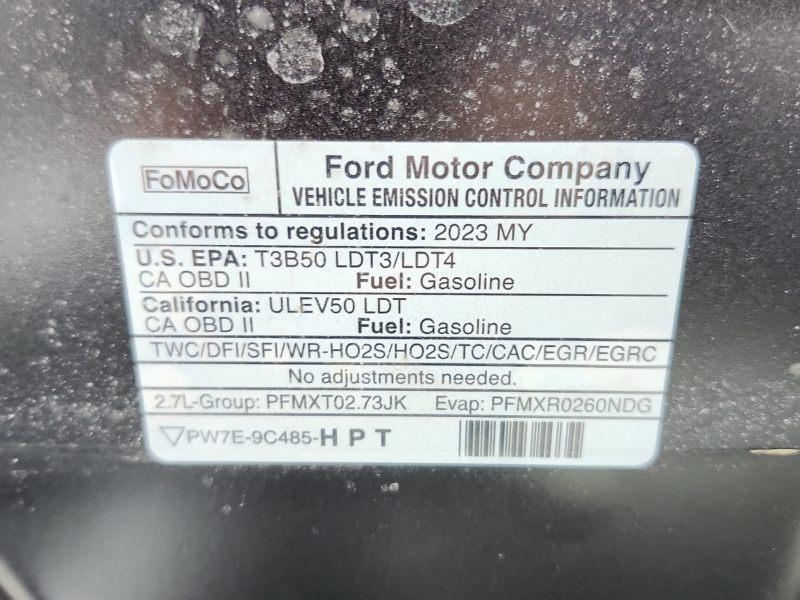 FoMoCo
Ford Motor Company
VEHICLE EMISSION CONTROL INFORMATION
Conforms to regulations: 2023 MY
U.S. EPA: T3B50 LDT3/LDT4
CA OBD II Fuel: Gasoline
California: ULEV50 LDT
CA OBD II Fuel: Gasoline
TWC/DFI/SFI/WR-HO2S/HO2S/TC/CAC/EGR/EGRC
No adjustments needed.
2.7L-Group: PFMXT02.73JK Evap: PFMXR0260NDG
▽PW7E-9C485-HPT